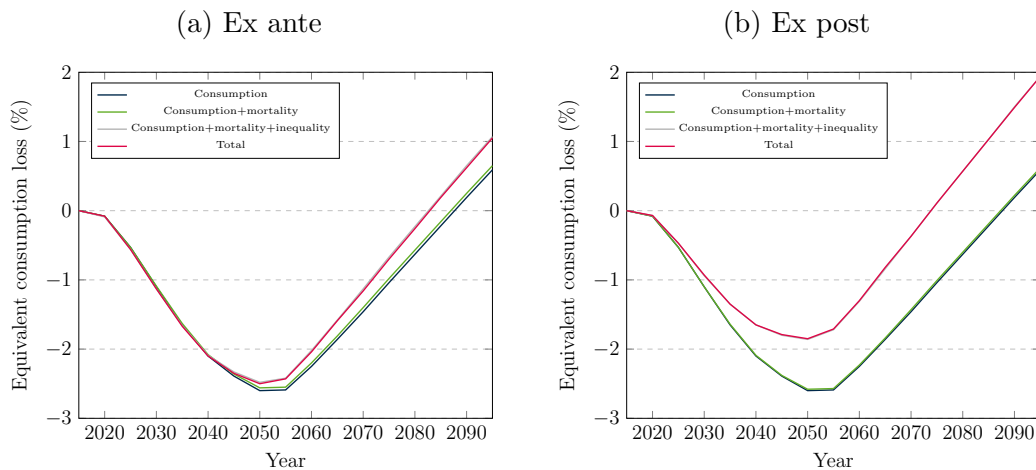 (a) Ex ante
Equivalent consumption loss (%)
2
1
0
−1
−2
−3
Consumption
Consumption+mortality
Consumption+mortality+inequality
Total
2020 2030 2040 2050 2060 2070 2080 2090
Year
(b) Ex post
Equivalent consumption loss (%)
2
1
0
−1
−2
−3
Consumption
Consumption+mortality
Consumption+mortality+inequality
Total
2020 2030 2040 2050 2060 2070 2080 2090
Year